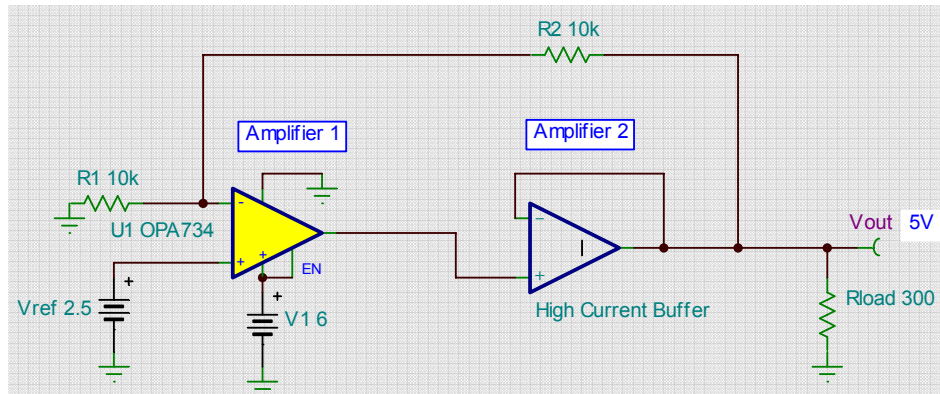 R2 10k
Amplifier 1
Amplifier 2
R1 10k
-
-
U1 OPA734
Vout 5V
+
+
EN
I
+
+
+
Vref 2.5
V1 6
High Current Buffer
Rload 300